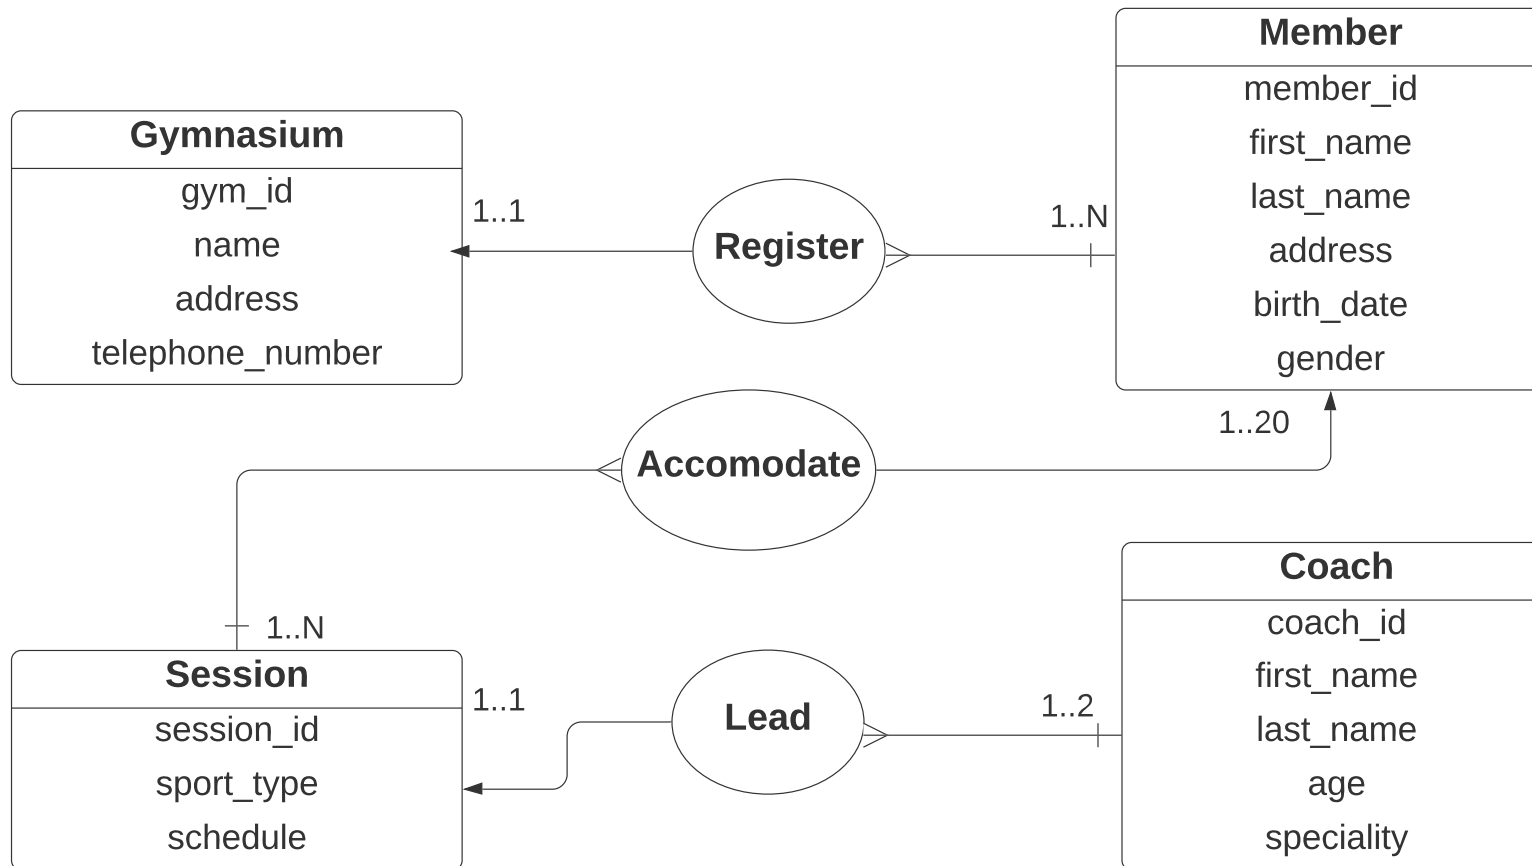 Gymnasium
gym_id
name
address
telephone_number
1..1
Register
1..N
Member
member_id
first_name
last_name
address
birth_date
gender
1..20
Accomodate
1..N
Session
session_id
sport_type
schedule
1..1
Lead
1..2
Coach
coach_id
first_name
last_name
age
speciality